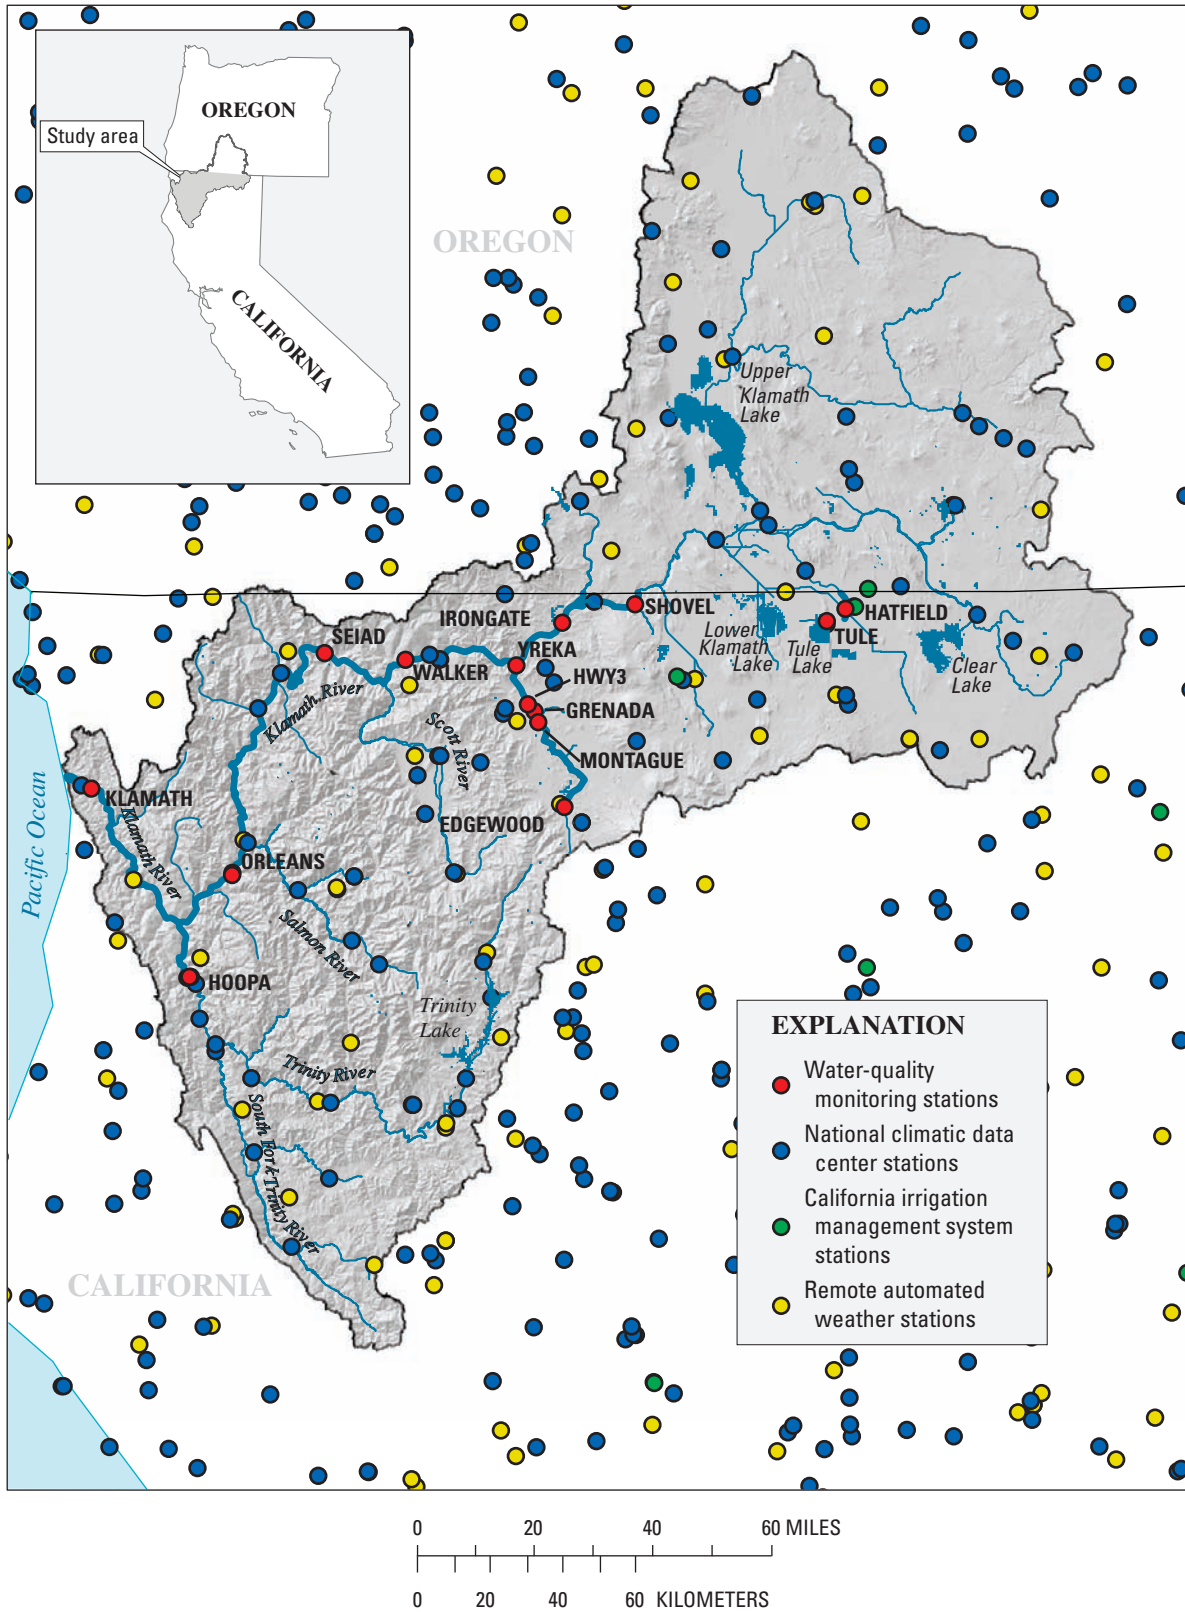 OREGON
Study area
CALIFORNIA
OREGON
Upper
Klamath
Lake
IRONGATE
SHOVEL
HATFIELD
TULE
Lower
Klamath
Lake
Tule
Lake
Clear
Lake
SEIAD
YREKA
WALKER
HWY3
GRENADA
MONTAGUE
Klamath River
Scott River
EDGEWOOD
KLAMATH
Klamath River
Pacific Ocean
ORLEANS
Salmon River
HOOPA
Trinity
Lake
Trinity River
South Fork Trinity River
CALIFORNIA
EXPLANATION
Water-quality
monitoring stations
National climatic data
center stations
California irrigation
management system
stations
Remote automated
weather stations
0 20 40 60 MILES
0 20 40 60 KILOMETERS